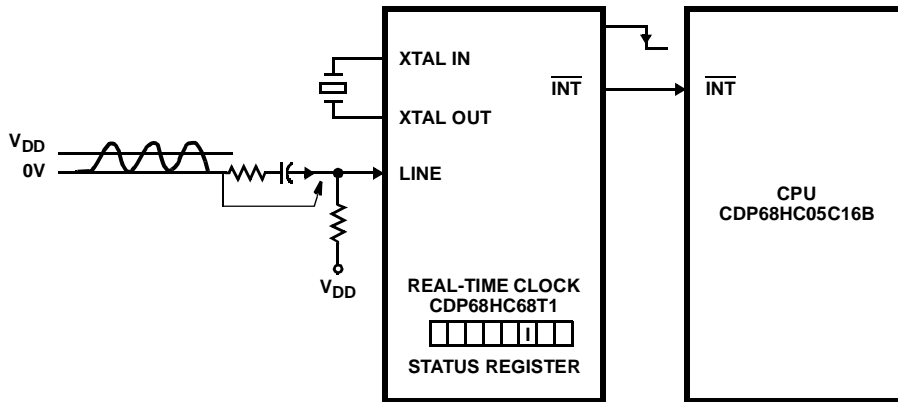 XTAL IN
INT
INT
XTAL OUT
VDD
0V
LINE
CPU
CDP68HC05C16B
VDD
REAL-TIME CLOCK
CDP68HC68T1
I
STATUS REGISTER